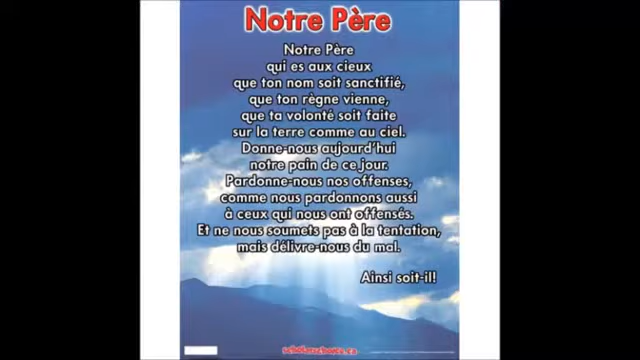 Notre Père
Notre Père
qui es aux cieux
que ton nom soit sanctifié,
que ton règne vienne,
que ta volonté soit faite
sur la terre comme au ciel.
Donne-nous aujourd'hui
notre pain de ce jour.
Pardonne-nous nos offenses,
comme nous pardonnons aussi
à ceux qui nous ont offensés.
Et ne nous soumets pas à la tentation,
mais délivre-nous du mal.
Ainsi soit-il!